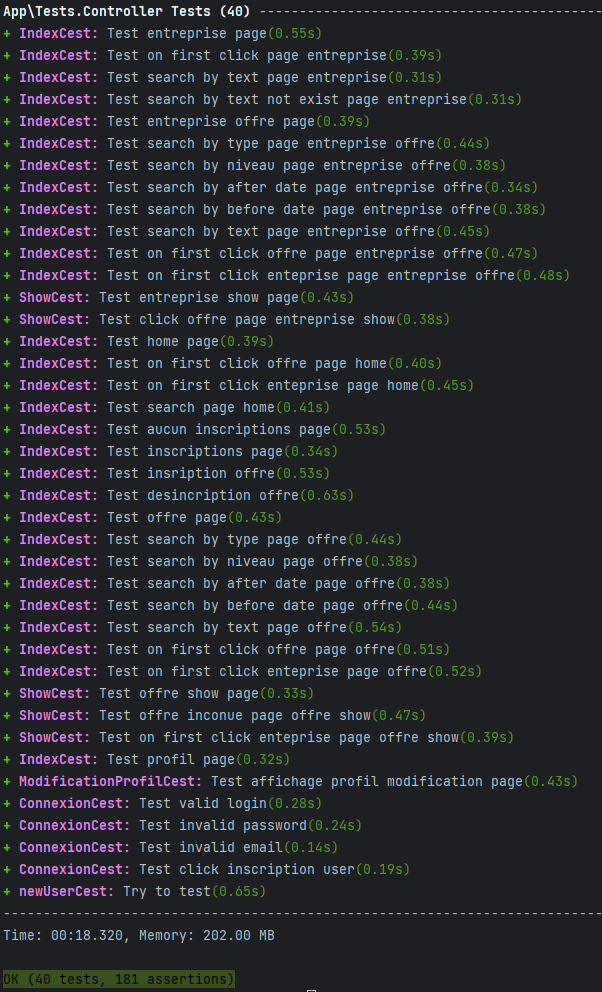 App\Tests.Controller Tests (40) -------------------------------------------
+ IndexCest: Test entreprise page(0.55s)
+ IndexCest: Test on first click page entreprise(0.39s)
+ IndexCest: Test search by text page entreprise(0.31s)
+ IndexCest: Test search by text not exist page entreprise(0.31s)
+ IndexCest: Test entreprise offre page(0.39s)
+ IndexCest: Test search by type page entreprise offre(0.44s)
+ IndexCest: Test search by niveau page entreprise offre(0.38s)
+ IndexCest: Test search by after date page entreprise offre(0.34s)
+ IndexCest: Test search by before date page entreprise offre(0.38s)
+ IndexCest: Test search by text page entreprise offre(0.45s)
+ IndexCest: Test on first click offre page entreprise offre(0.47s)
+ IndexCest: Test on first click enteprise page entreprise offre(0.48s)
+ ShowCest: Test entreprise show page(0.43s)
+ ShowCest: Test click offre page entreprise show(0.38s)
+ IndexCest: Test home page(0.39s)
+ IndexCest: Test on first click offre page home(0.40s)
+ IndexCest: Test on first click enteprise page home(0.45s)
+ IndexCest: Test search page home(0.41s)
+ IndexCest: Test aucun inscriptions page(0.53s)
+ IndexCest: Test inscriptions page(0.34s)
+ IndexCest: Test insription offre(0.53s)
+ IndexCest: Test desincription offre(0.63s)
+ IndexCest: Test offre page(0.43s)
+ IndexCest: Test search by type page offre(0.44s)
+ IndexCest: Test search by niveau page offre(0.38s)
+ IndexCest: Test search by after date page offre(0.38s)
+ IndexCest: Test search by before date page offre(0.44s)
+ IndexCest: Test search by text page offre(0.54s)
+ IndexCest: Test on first click offre page offre(0.51s)
+ IndexCest: Test on first click enteprise page offre(0.52s)
+ ShowCest: Test offre show page(0.33s)
+ ShowCest: Test offre inconue page offre show(0.47s)
+ ShowCest: Test on first click enteprise page offre show(0.39s)
+ IndexCest: Test profil page(0.32s)
+ ModificationProfilCest: Test affichage profil modification page(0.43s)
+ ConnexionCest: Test valid login(0.28s)
+ ConnexionCest: Test invalid password(0.24s)
+ ConnexionCest: Test invalid email(0.14s)
+ ConnexionCest: Test click inscription user(0.19s)
+ newUserCest: Try to test(0.65s)
---------------------------------------------------------------------------
Time: 00:18.320, Memory: 202.00 MB
OK (40 tests, 181 assertions)